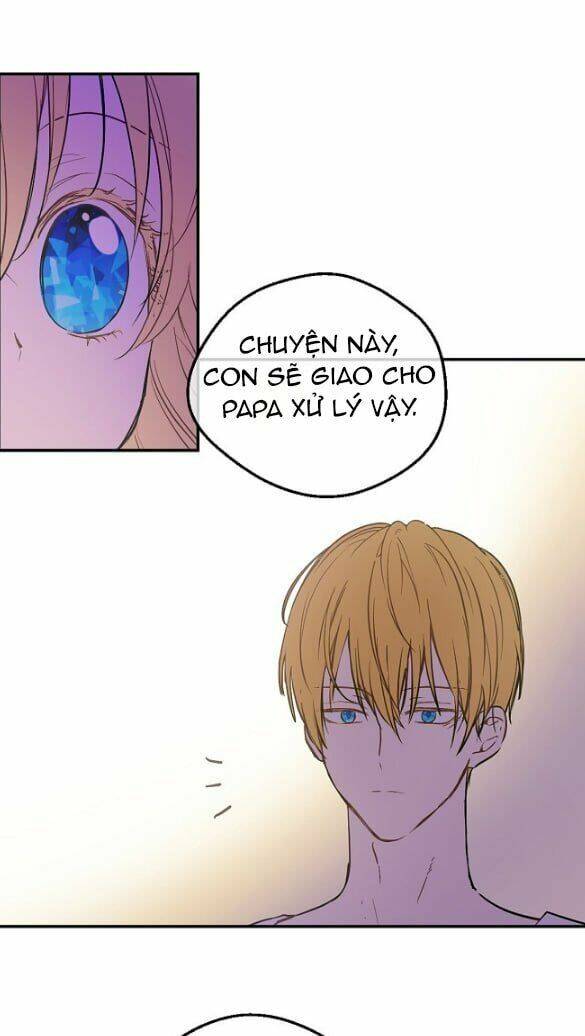 CHUYỆN NÀY,
CON SẼ GIAO CHO
PAPA XỬ LÝ VẬY.